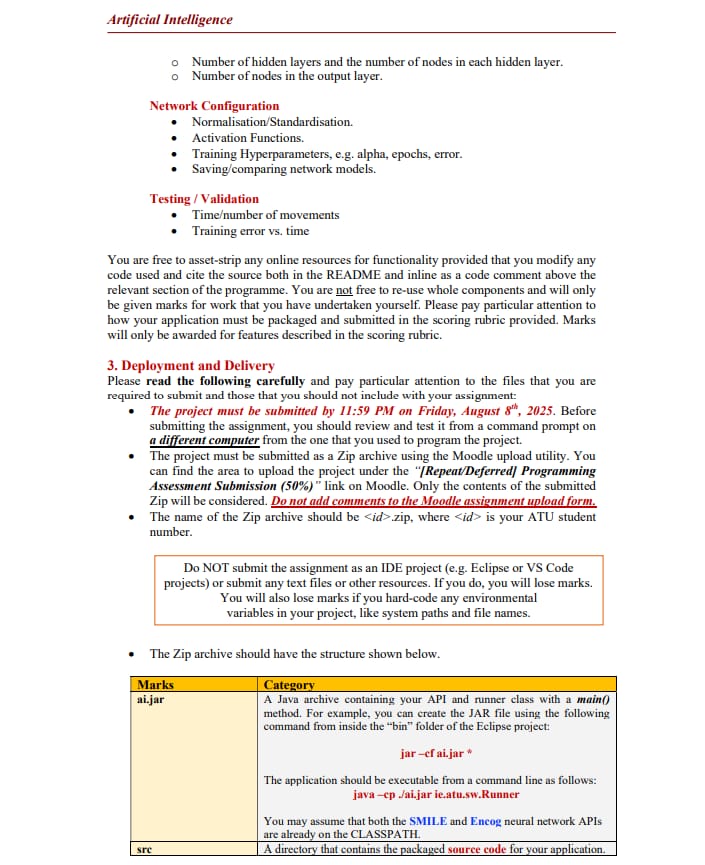 Artificial Intelligence
o Number of hidden layers and the number of nodes in each hidden layer.
o Number of nodes in the output layer.
Network Configuration
• Normalisation/Standardisation.
• Activation Functions.
• Training Hyperparameters, e.g. alpha, epochs, error.
• Saving/comparing network models.
Testing / Validation
• Time/number of movements
• Training error vs. time
You are free to asset-strip any online resources for functionality provided that you modify any
code used and cite the source both in the README and inline as a code comment above the
relevant section of the programme. You are not free to re-use whole components and will only
be given marks for work that you have undertaken yourself. Please pay particular attention to
how your application must be packaged and submitted in the scoring rubric provided. Marks
will only be awarded for features described in the scoring rubric.
3. Deployment and Delivery
Please read the following carefully and pay particular attention to the files that you are
required to submit and those that you should not include with your assignment:
• The project must be submitted by 11:59 PM on Friday, August 8th, 2025. Before
submitting the assignment, you should review and test it from a command prompt on
a different computer from the one that you used to program the project.
• The project must be submitted as a Zip archive using the Moodle upload utility. You
can find the area to upload the project under the "[Repeat/Deferred] Programming
Assessment Submission (50%)" link on Moodle. Only the contents of the submitted
Zip will be considered. Do not add comments to the Moodle assignment upload form.
• The name of the Zip archive should be <id>.zip, where <id> is your ATU student
number.
Do NOT submit the assignment as an IDE project (e.g. Eclipse or VS Code
projects) or submit any text files or other resources. If you do, you will lose marks.
You will also lose marks if you hard-code any environmental
variables in your project, like system paths and file names.
• The Zip archive should have the structure shown below.
Marks Category
ai.jar A Java archive containing your API and runner class with a main()
method. For example, you can create the JAR file using the following
command from inside the "bin" folder of the Eclipse project:
jar –cf ai.jar *
The application should be executable from a command line as follows:
java –cp ./ai.jar ie.atu.sw.Runner
You may assume that both the SMILE and Encog neural network APIs
are already on the CLASSPATH.
src A directory that contains the packaged source code for your application.